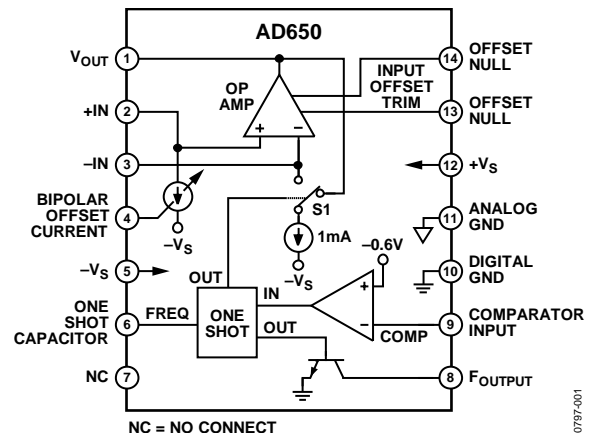 AD650
VOUT
1
+IN
2
–IN
3
BIPOLAR
OFFSET
CURRENT
4
–VS
5
ONE
SHOT
CAPACITOR
6
NC
7
OP
AMP
+
–
INPUT
OFFSET
TRIM
–VS
S1
1mA
–VS
–0.6V
OUT
FREQ
ONE
SHOT
IN
OUT
+
–
COMP
14
OFFSET
NULL
13
OFFSET
NULL
12
+VS
11
ANALOG
GND
10
DIGITAL
GND
9
COMPARATOR
INPUT
8
FOUTPUT
NC = NO CONNECT
0797-001